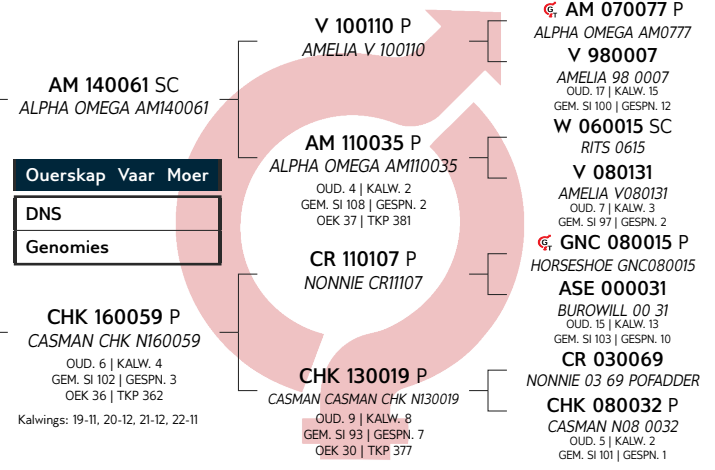 AM 140061 SC
ALPHA OMEGA AM140061
Ouerskap Vaar Moer
DNS
Genomies
CHK 160059 P
CASMAN CHK N160059
OUD. 6 | KALW. 4
GEM. SI 102 | GESPN. 3
OEK 36 | TKP 362
Kalwings: 19-11, 20-12, 21-12, 22-11
V 100110 P
AMELIA V 100110
AM 110035 P
ALPHA OMEGA AM110035
OUD. 4 | KALW. 2
GEM. SI 108 | GESPN. 2
OEK 37 | TKP 381
CR 110107 P
NONNIE CR11107
CHK 130019 P
CASMAN CASMAN CHK N130019
OUD. 9 | KALW. 8
GEM. SI 93 | GESPN. 7
OEK 30 | TKP 377
AM 070077 P
ALPHA OMEGA AM0777
V 980007
AMELIA 98 0007
OUD. 17 | KALW. 15
GEM. SI 100 | GESPN. 12
W 060015 SC
RITS 0615
V 080131
AMELIA V080131
OUD. 7 | KALW. 3
GEM. SI 97 | GESPN. 2
GNC 080015 P
HORSESHOE GNC080015
ASE 000031
BUROWILL 00 31
OUD. 15 | KALW. 13
GEM. SI 103 | GESPN. 10
CR 030069
NONNIE 03 69 POFADDER
CHK 080032 P
CASMAN N08 0032
OUD. 5 | KALW. 2
GEM. SI 101 | GESPN. 1